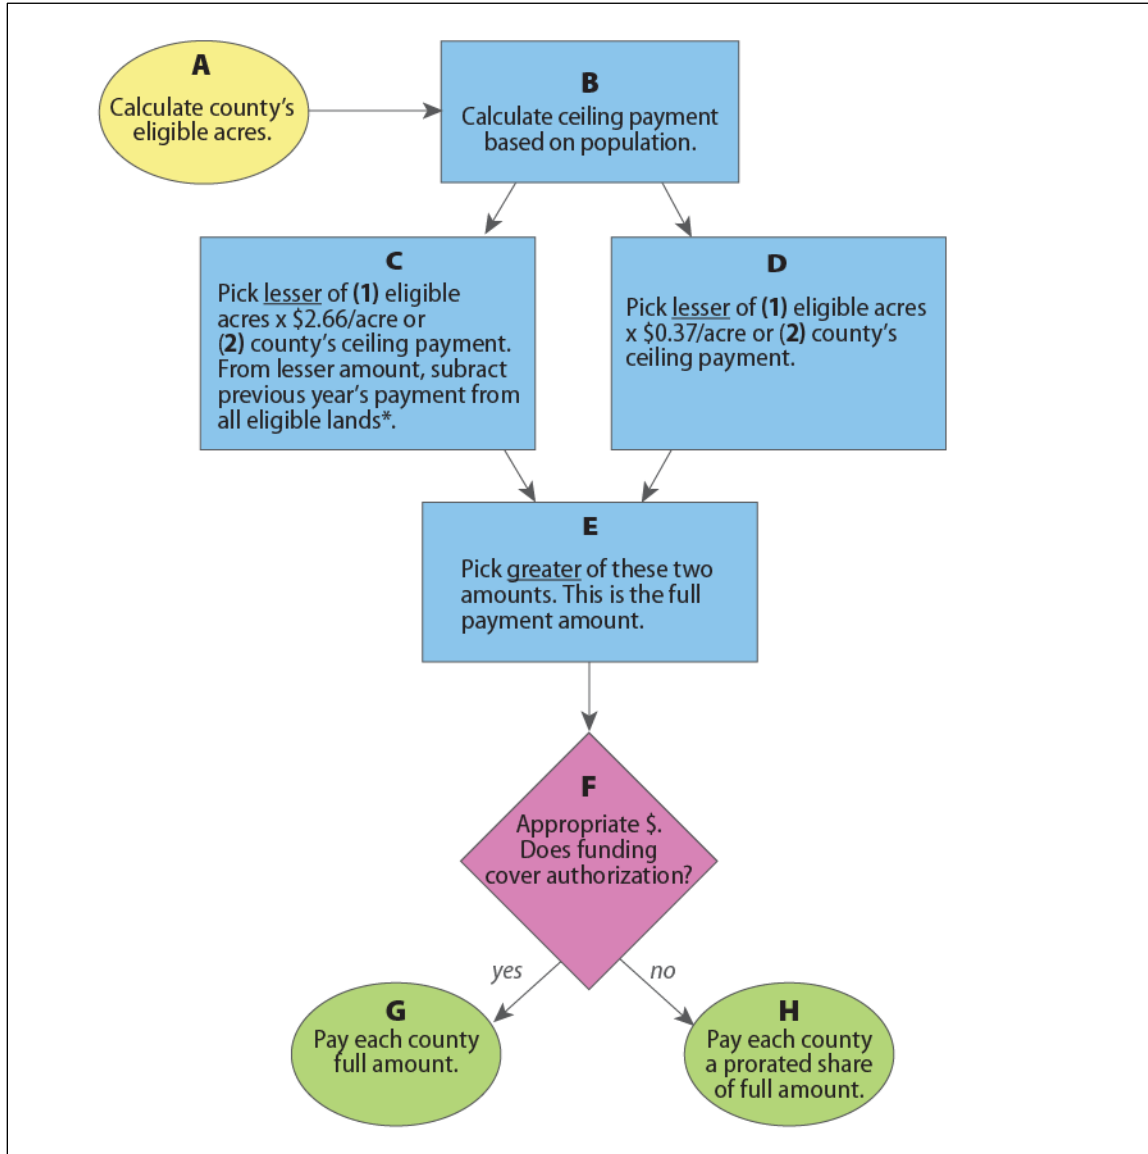 A
Calculate county’s
eligible acres.
B
Calculate ceiling payment
based on population.
C
Pick lesser of (1) eligible
acres x $2.66/acre or
(2) county’s ceiling payment.
From lesser amount, subract
previous year’s payment from
all eligible lands*.
D
Pick lesser of (1) eligible acres
x $0.37/acre or (2) county’s
ceiling payment.
E
Pick greater of these two
amounts. This is the full
payment amount.
F
Appropriate $.
Does funding
cover authorization?
yes
no
G
Pay each county
full amount.
H
Pay each county
a prorated share
of full amount.